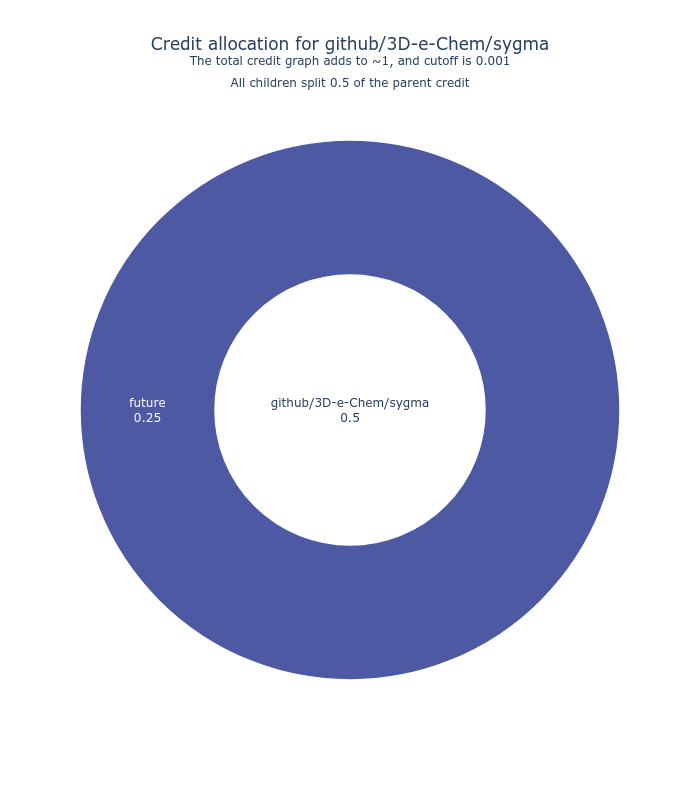 Credit allocation for github/3D-e-Chem/sygma
The total credit graph adds to ~1, and cutoff is 0.001
All children split 0.5 of the parent credit
future
0.25
github/3D-e-Chem/sygma
0.5